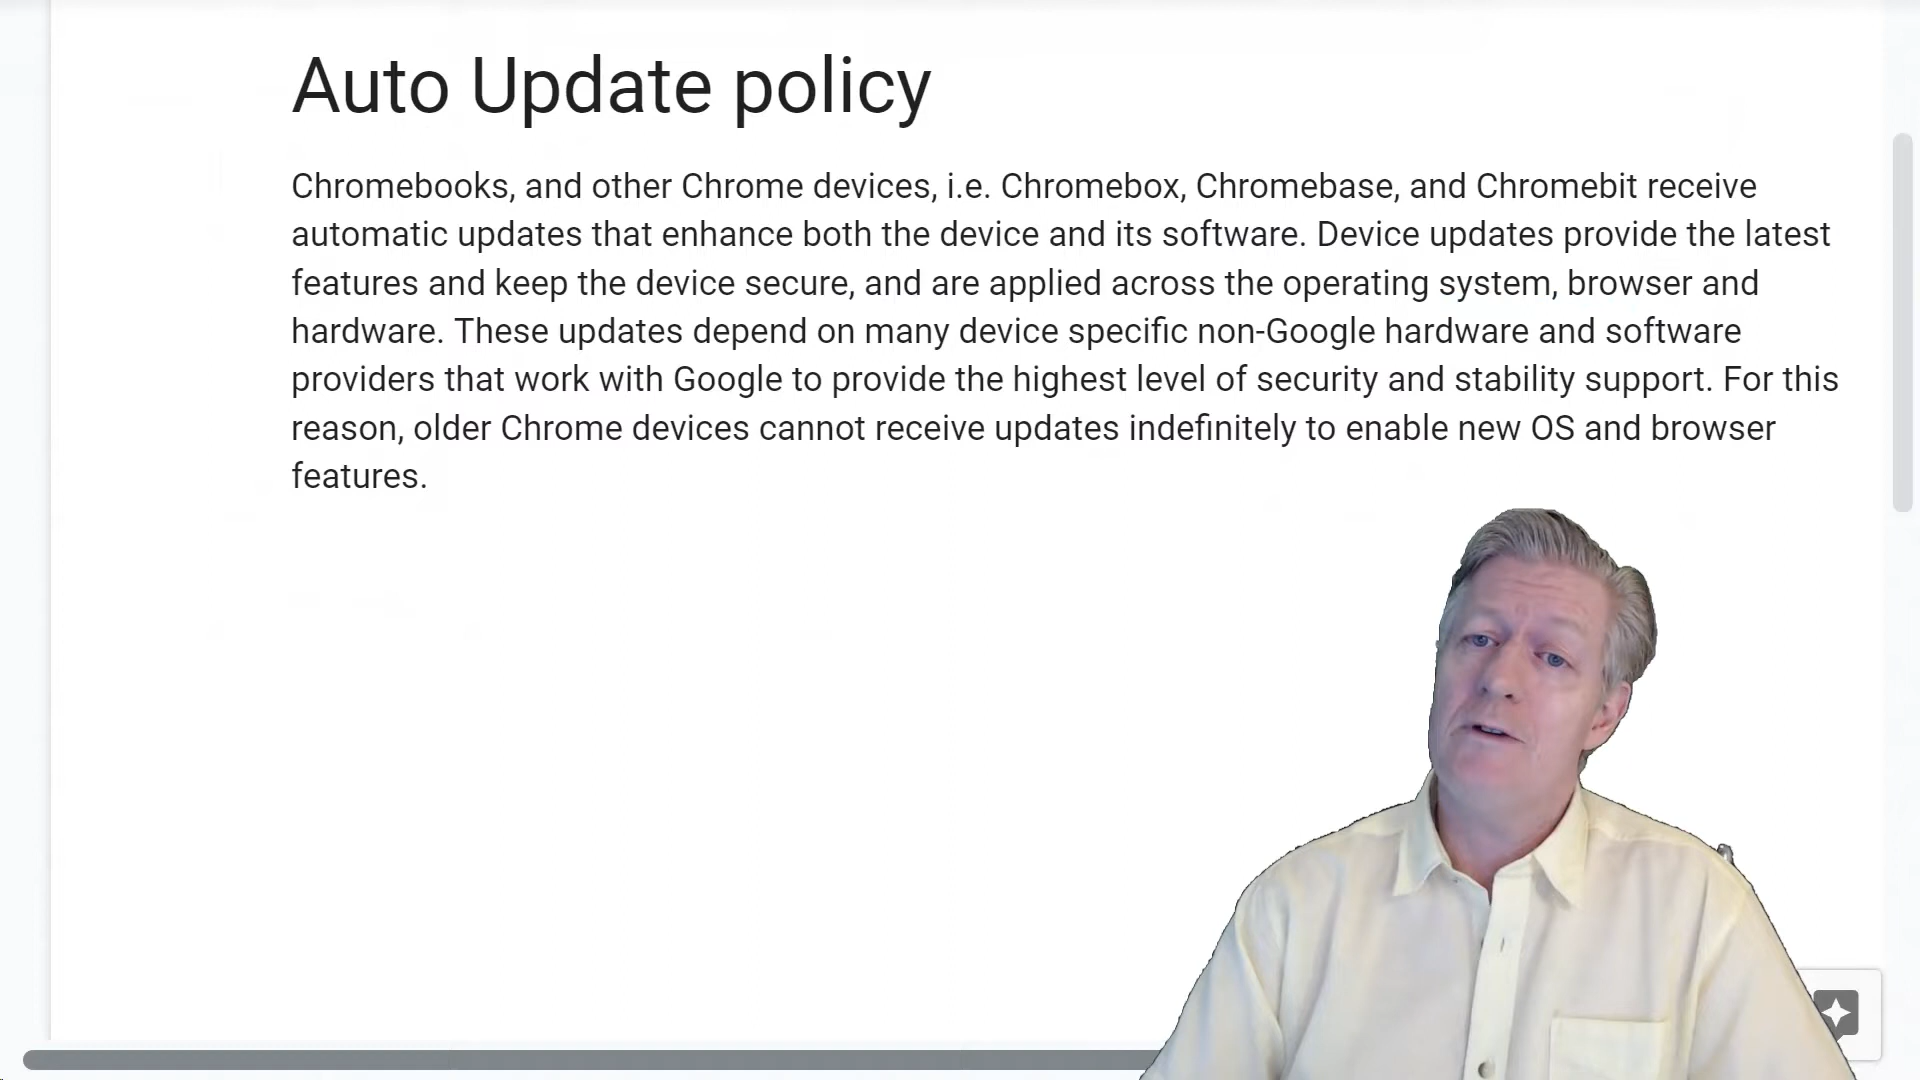 Auto Update policy
Chromebooks, and other Chrome devices, i.e. Chromebox, Chromebase, and Chromebit receive
automatic updates that enhance both the device and its software. Device updates provide the latest
features and keep the device secure, and are applied across the operating system, browser and
hardware. These updates depend on many device specific non-Google hardware and software
providers that work with Google to provide the highest level of security and stability support. For this
reason, older Chrome devices cannot receive updates indefinitely to enable new OS and browser
features.